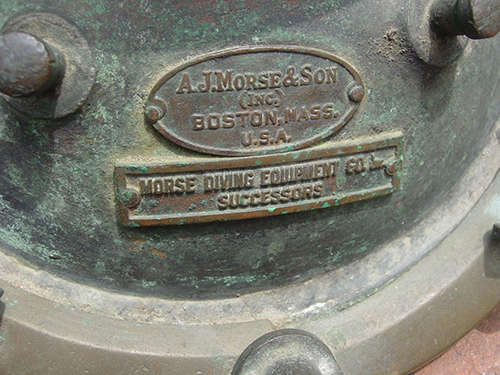 A.J. MORSE & SON
(INC.)
BOSTON, MASS.
U.S.A.
MORSE DIVING EQUIPMENT CO. INC.
SUCCESSORS